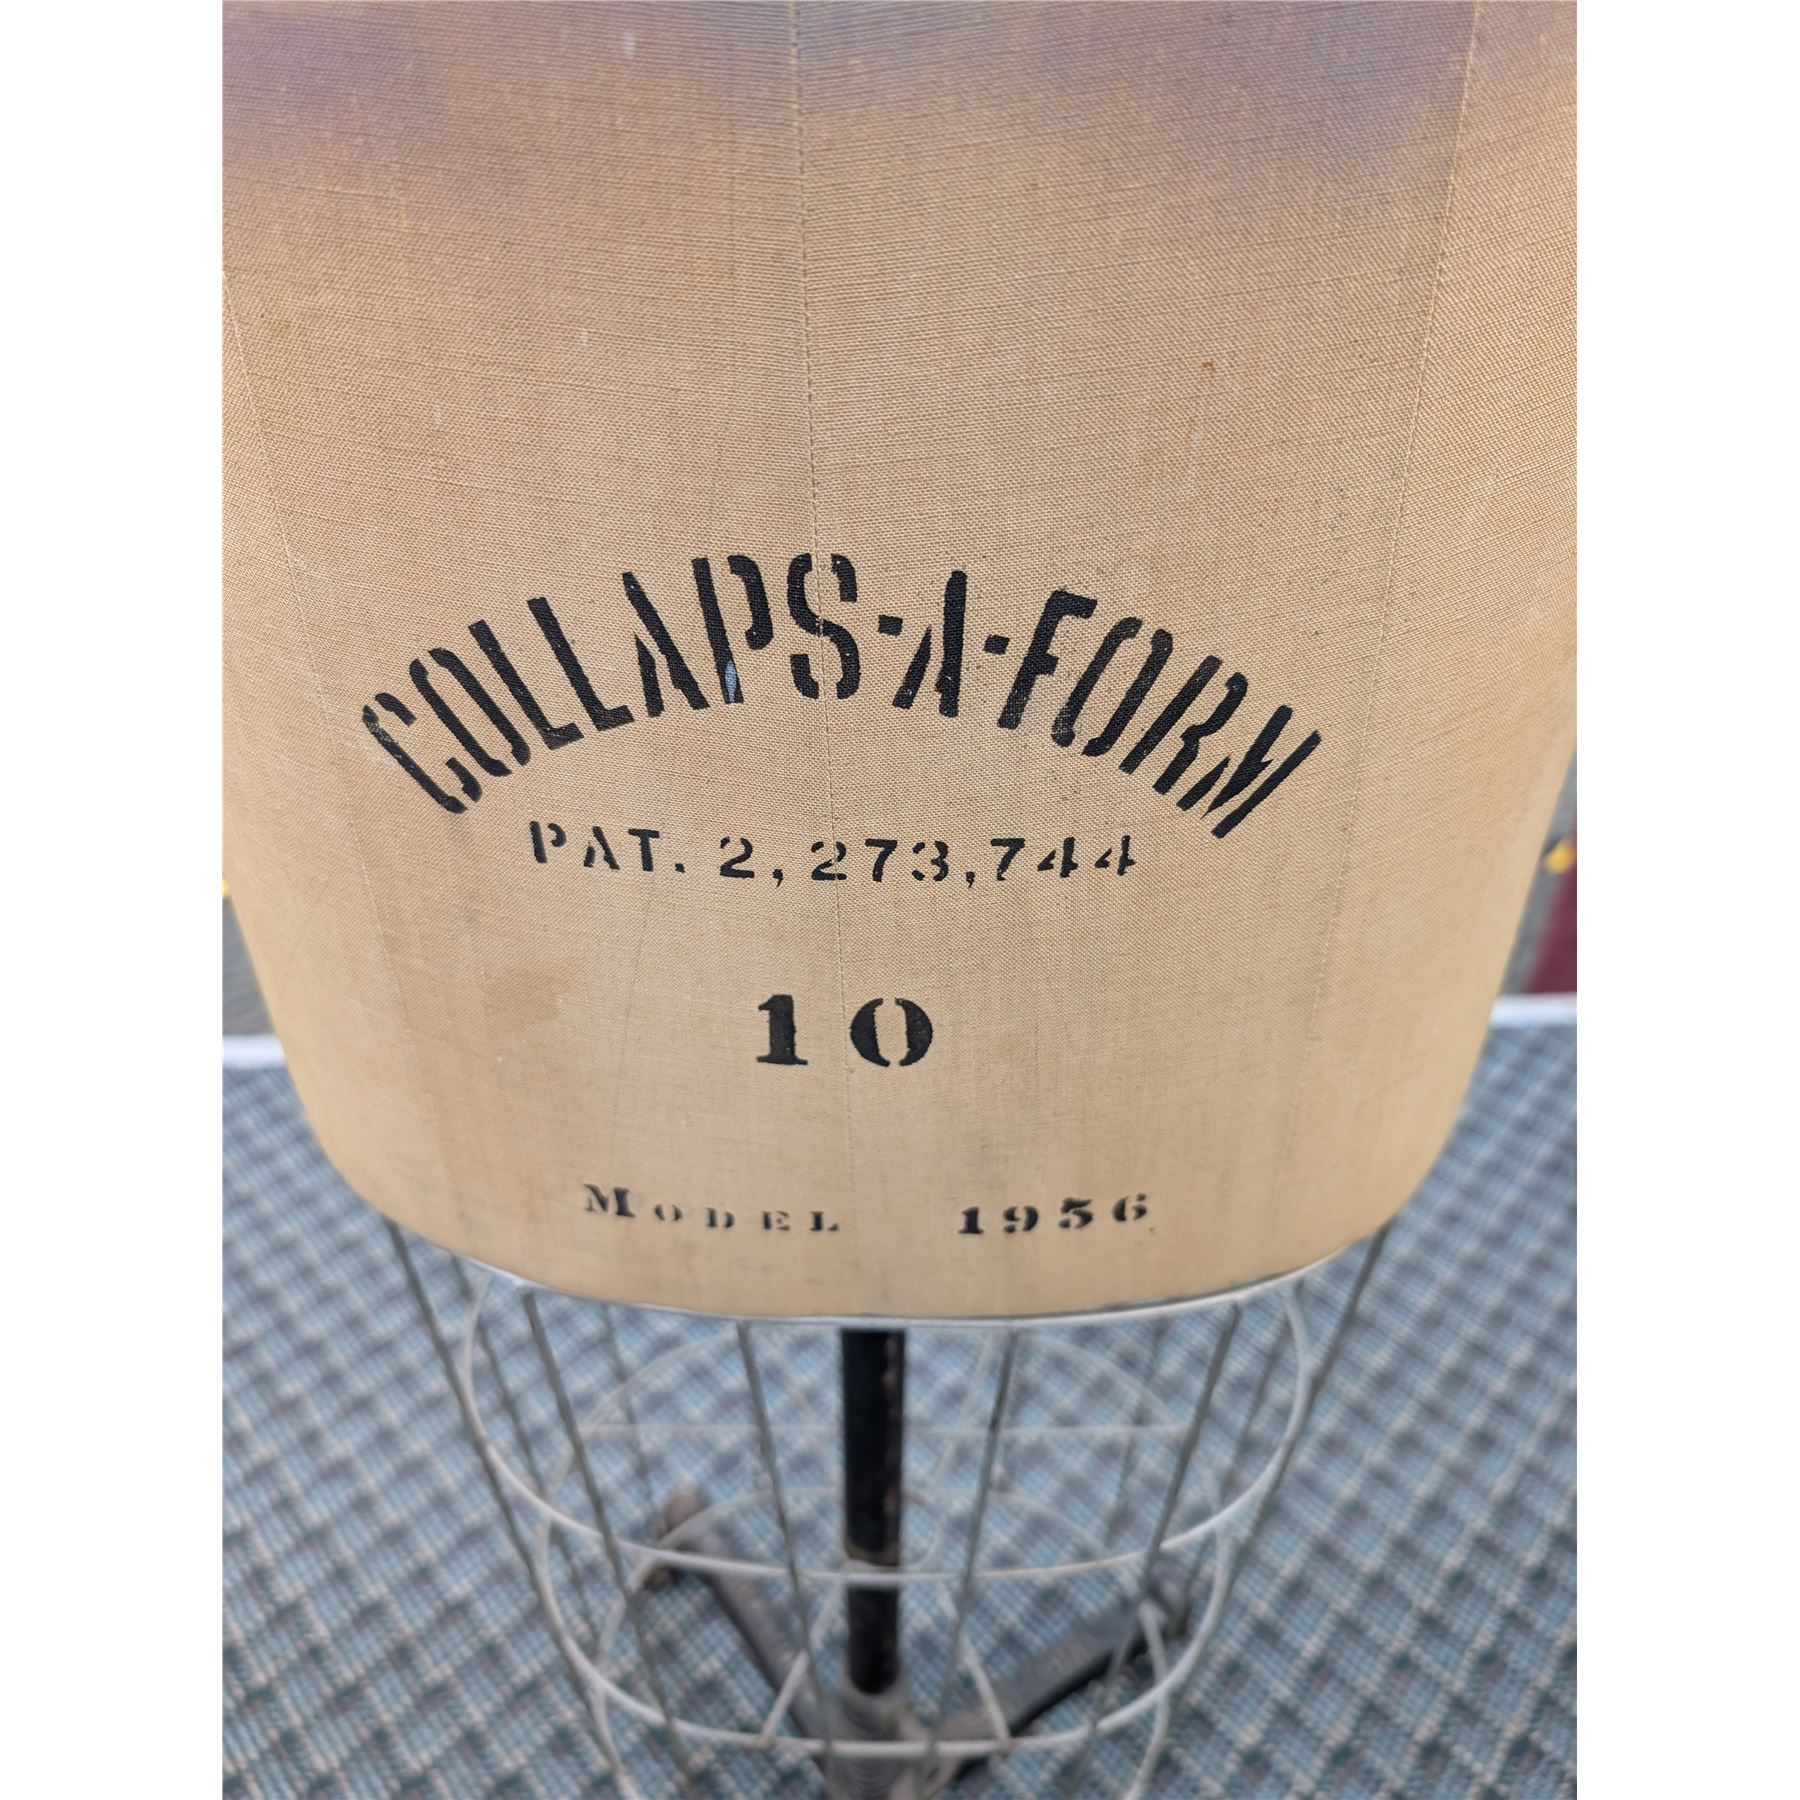 COLLAPS-A-FORM
PAT. 2,273,744
10
MODEL 1956